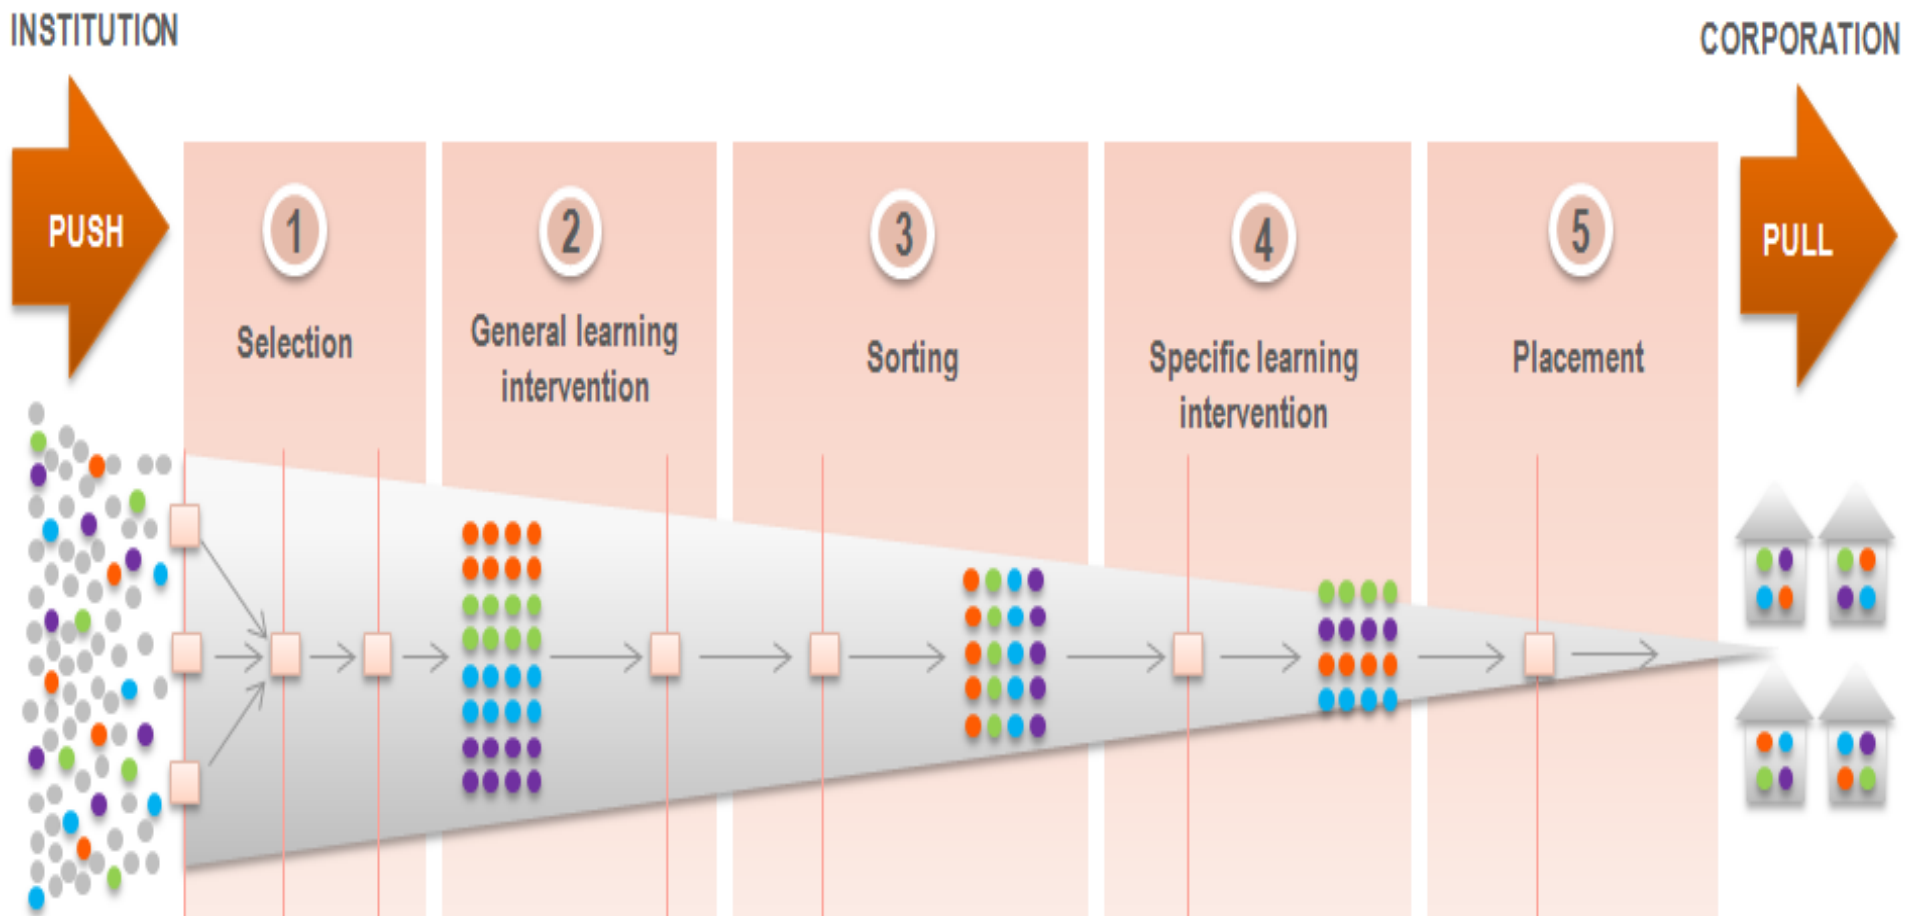 INSTITUTION
CORPORATION
PUSH
PULL
1
2
3
4
5
Selection
General learning
intervention
Sorting
Specific learning
intervention
Placement